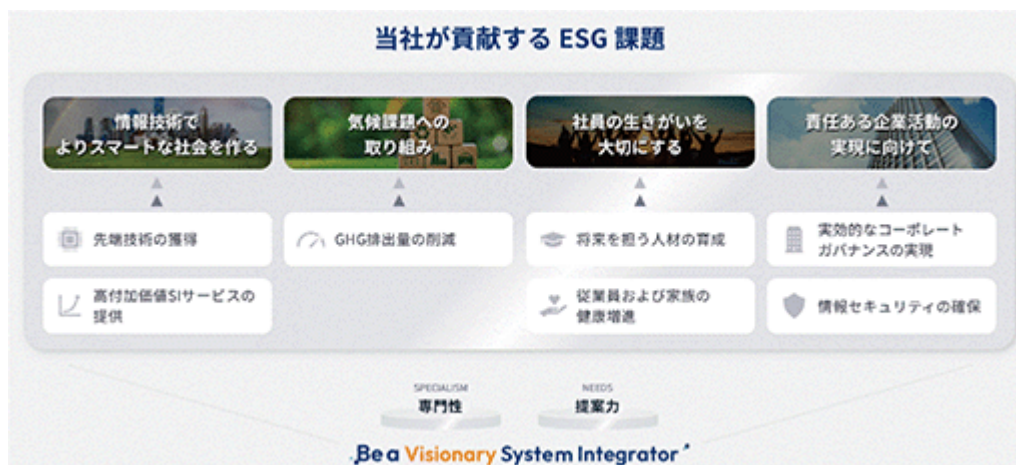 当社が貢献する ESG 課題
情報技術で
よりスマートな社会を作る
気候課題への
取り組み
社員の生きがいを
大切にする
責任ある企業活動の
実現に向けて
先端技術の獲得
GHG排出量の削減
将来を担う人材の育成
実効的なコーポレート
ガバナンスの実現
高付加価値SIサービスの
提供
従業員および家族の
健康増進
情報セキュリティの確保
SPECIALISM
専門性
NEEDS
提案力
Be a Visionary System Integrator